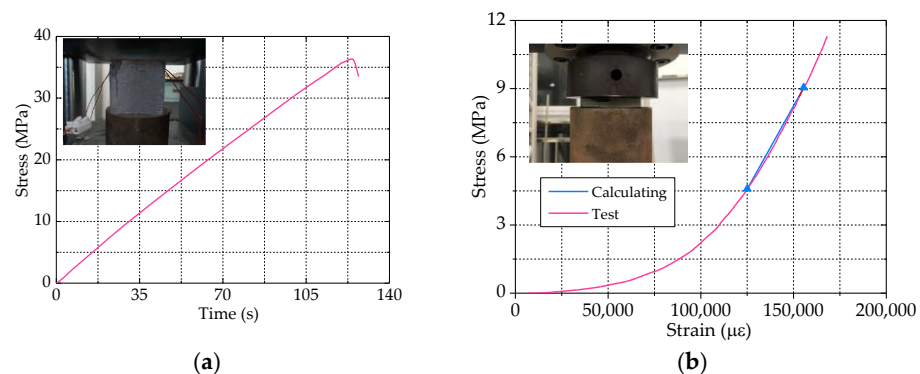 40
30
20
10
0
Stress (MPa)
0 35 70 105 140
Time (s)
(a)
12
9
6
3
0
Stress (MPa)
Calculating
Test
0 50,000 100,000 150,000 200,000
Strain (με)
(b)